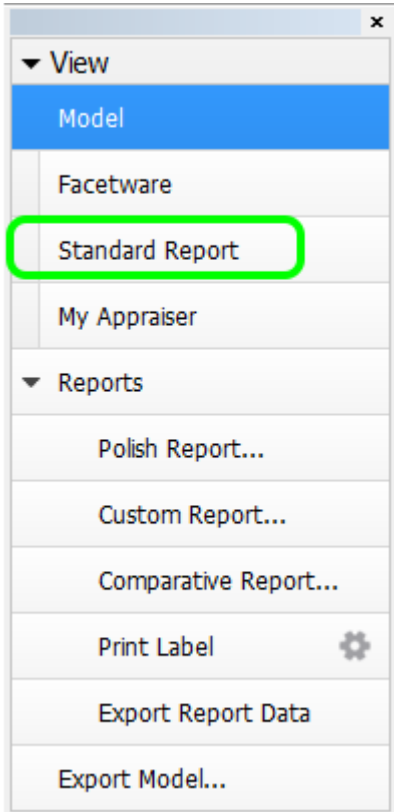 View
Model
Facetware
Standard Report
My Appraiser
Reports
Polish Report...
Custom Report...
Comparative Report...
Print Label
Export Report Data
Export Model...